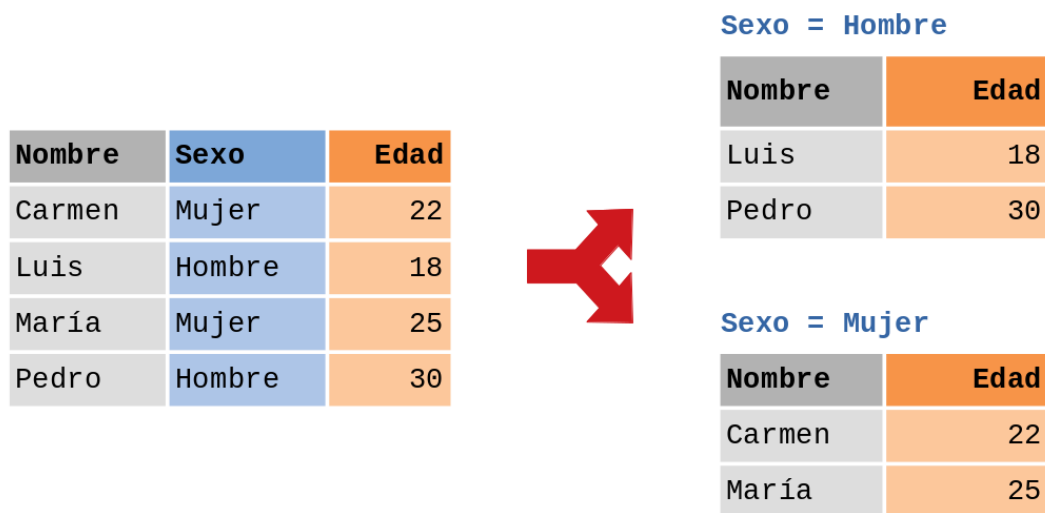 Nombre Sexo Edad
Carmen Mujer 22
Luis Hombre 18
María Mujer 25
Pedro Hombre 30
Sexo = Hombre
Nombre Edad
Luis 18
Pedro 30
Sexo = Mujer
Nombre Edad
Carmen 22
María 25